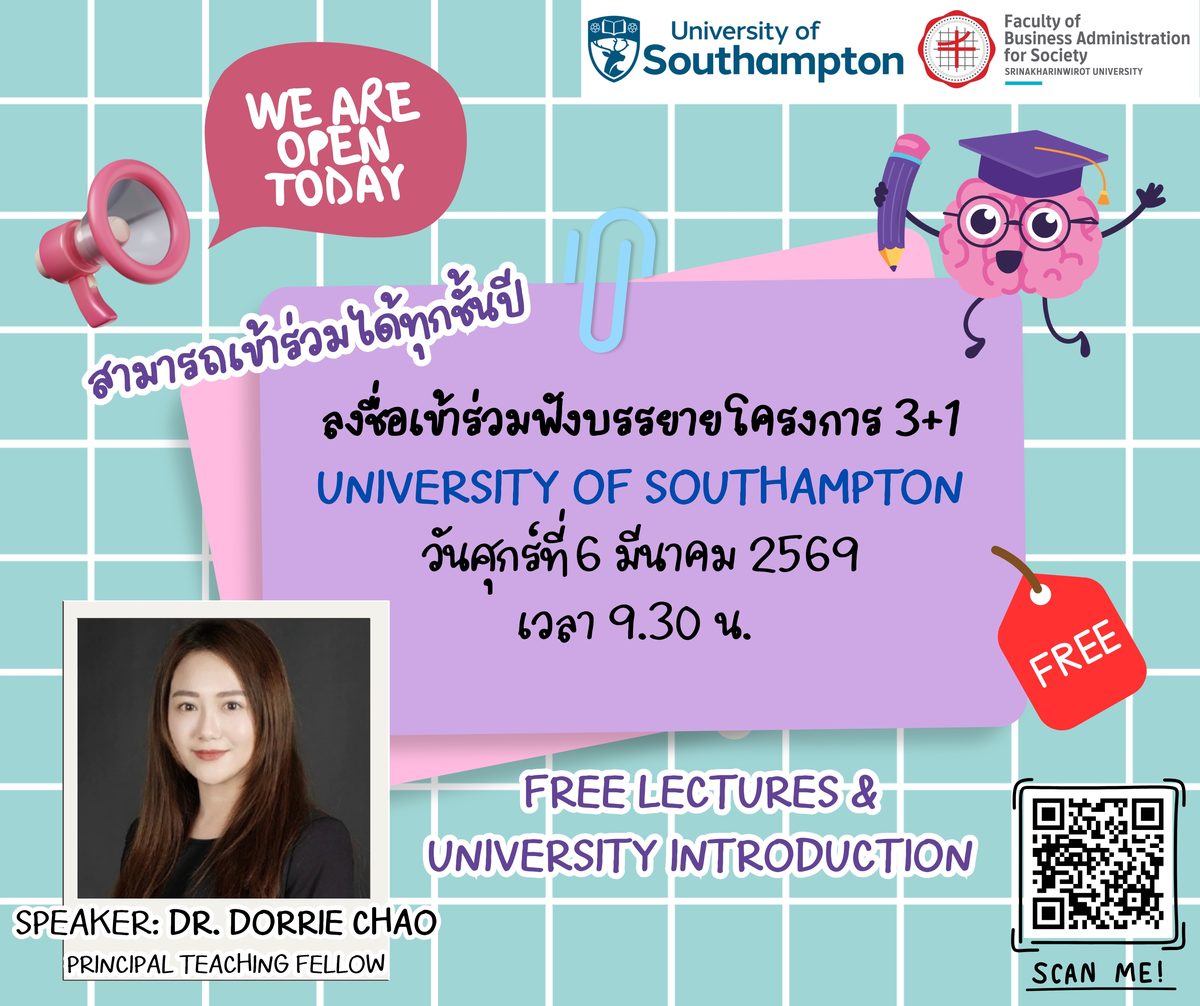 University of
Southampton
Faculty of
Business Administration
for Society
SRINAKHARINWIROT UNIVERSITY
WE ARE
OPEN
TODAY
สามารถเข้าร่วมได้ทุกชั้นปี
ลงชื่อเข้าร่วมฟังบรรยายโครงการ 3+1
UNIVERSITY OF SOUTHAMPTON
วันศุกร์ที่ 6 มีนาคม 2569
เวลา 9.30 น.
FREE
FREE LECTURES &
UNIVERSITY INTRODUCTION
SPEAKER: DR. DORRIE CHAO
PRINCIPAL TEACHING FELLOW
SCAN ME!